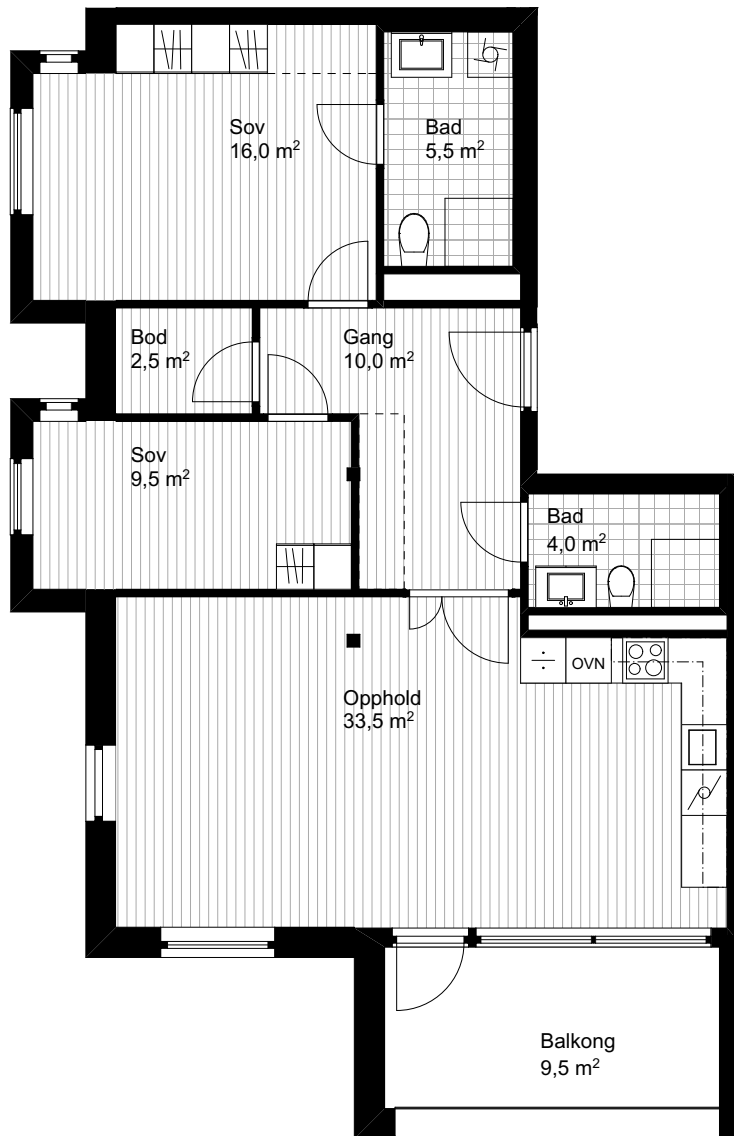 Sov
16,0 m²
Bad
5,5 m²
Bod
2,5 m²
Gang
10,0 m²
Sov
9,5 m²
Bad
4,0 m²
OVN
Opphold
33,5 m²
Balkong
9,5 m²